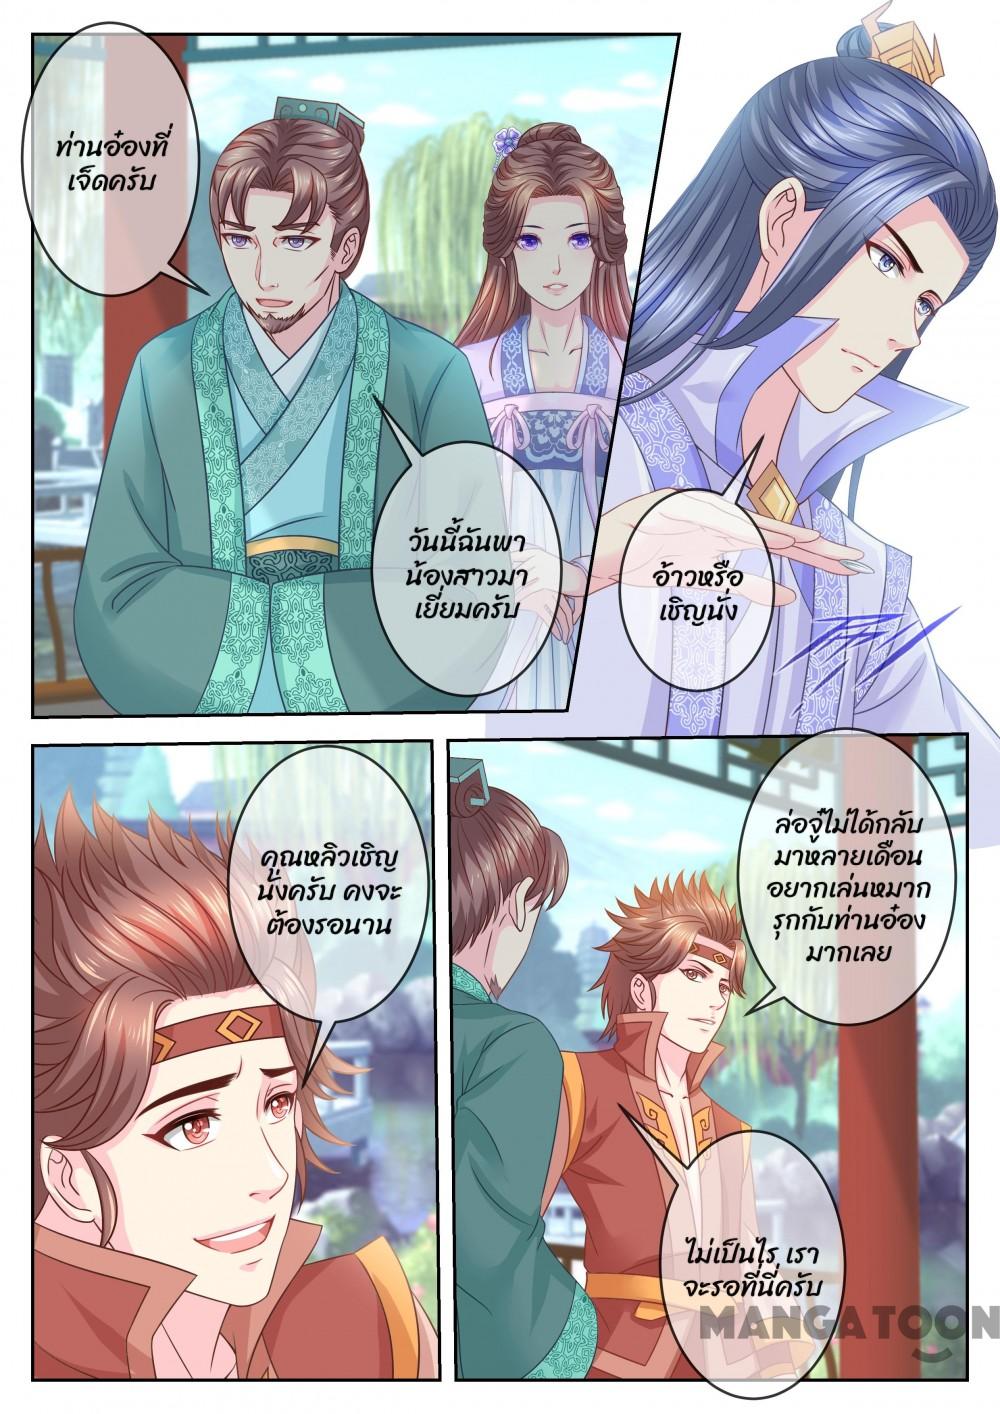 ท่านอ๋องที่
เจ็ดครับ
วันนี้ฉันพา
น้องสาวมา
เยี่ยมครับ
อ้าวหรือ
เชิญนั่ง
คุณหลิวเชิญ
นั่งครับ คงจะ
ต้องรอนาน
ล่อจู๋ไม่ได้กลับ
มาหลายเดือน
อยากเล่นหมาก
รุกกับท่านอ๋อง
มากเลย
ไม่เป็นไร เรา
จะรอที่นี่ครับ
MANGATOON